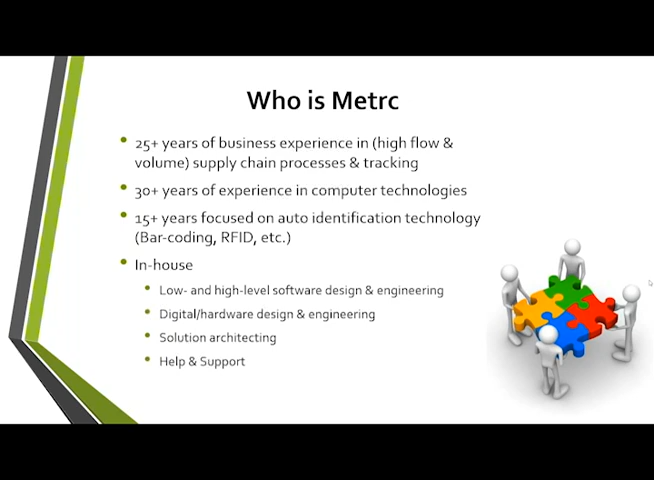 Who is Metrc
25+ years of business experience in (high flow &
volume) supply chain processes & tracking
30+ years of experience in computer technologies
15+ years focused on auto identification technology
(Bar-coding, RFID, etc.)
In-house
Low- and high-level software design & engineering
Digital/hardware design & engineering
Solution architecting
Help & Support